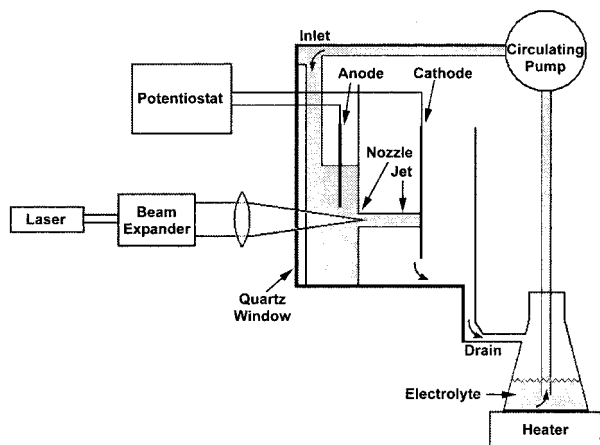 Inlet
Circulating
Pump
Anode
Cathode
Potentiostat
Nozzle
Jet
Laser
Beam
Expander
Quartz
Window
Drain
Electrolyte
Heater